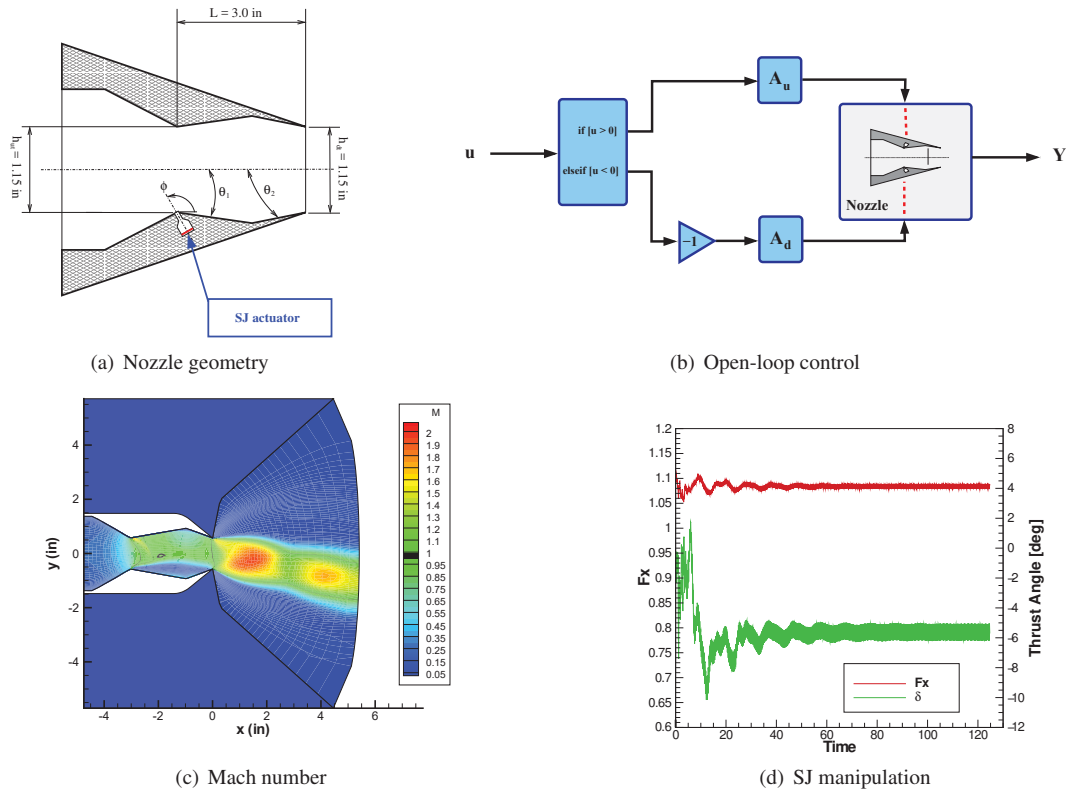 L = 3.0 in
h_ut = 1.15 in
h_dt = 1.15 in
ϕ
θ1
θ2
SJ actuator
(a) Nozzle geometry
u
if [u > 0]
elseif [u < 0]
A_u
−1
A_d
Nozzle
Y
(b) Open-loop control
y (in)
4
2
0
-2
-4
-4 -2 0 2 4 6
x (in)
M
2
1.9
1.8
1.7
1.6
1.5
1.4
1.3
1.2
1.1
1
0.95
0.85
0.75
0.65
0.55
0.45
0.35
0.25
0.15
0.05
(c) Mach number
Fx
1.2
1.15
1.1
1.05
1
0.95
0.9
0.85
0.8
0.75
0.7
0.65
0.6
0 20 40 60 80 100 120
Time
8
6
4
2
0
−2
−4
−6
−8
−10
−12
Thrust Angle [deg]
Fx
δ
(d) SJ manipulation